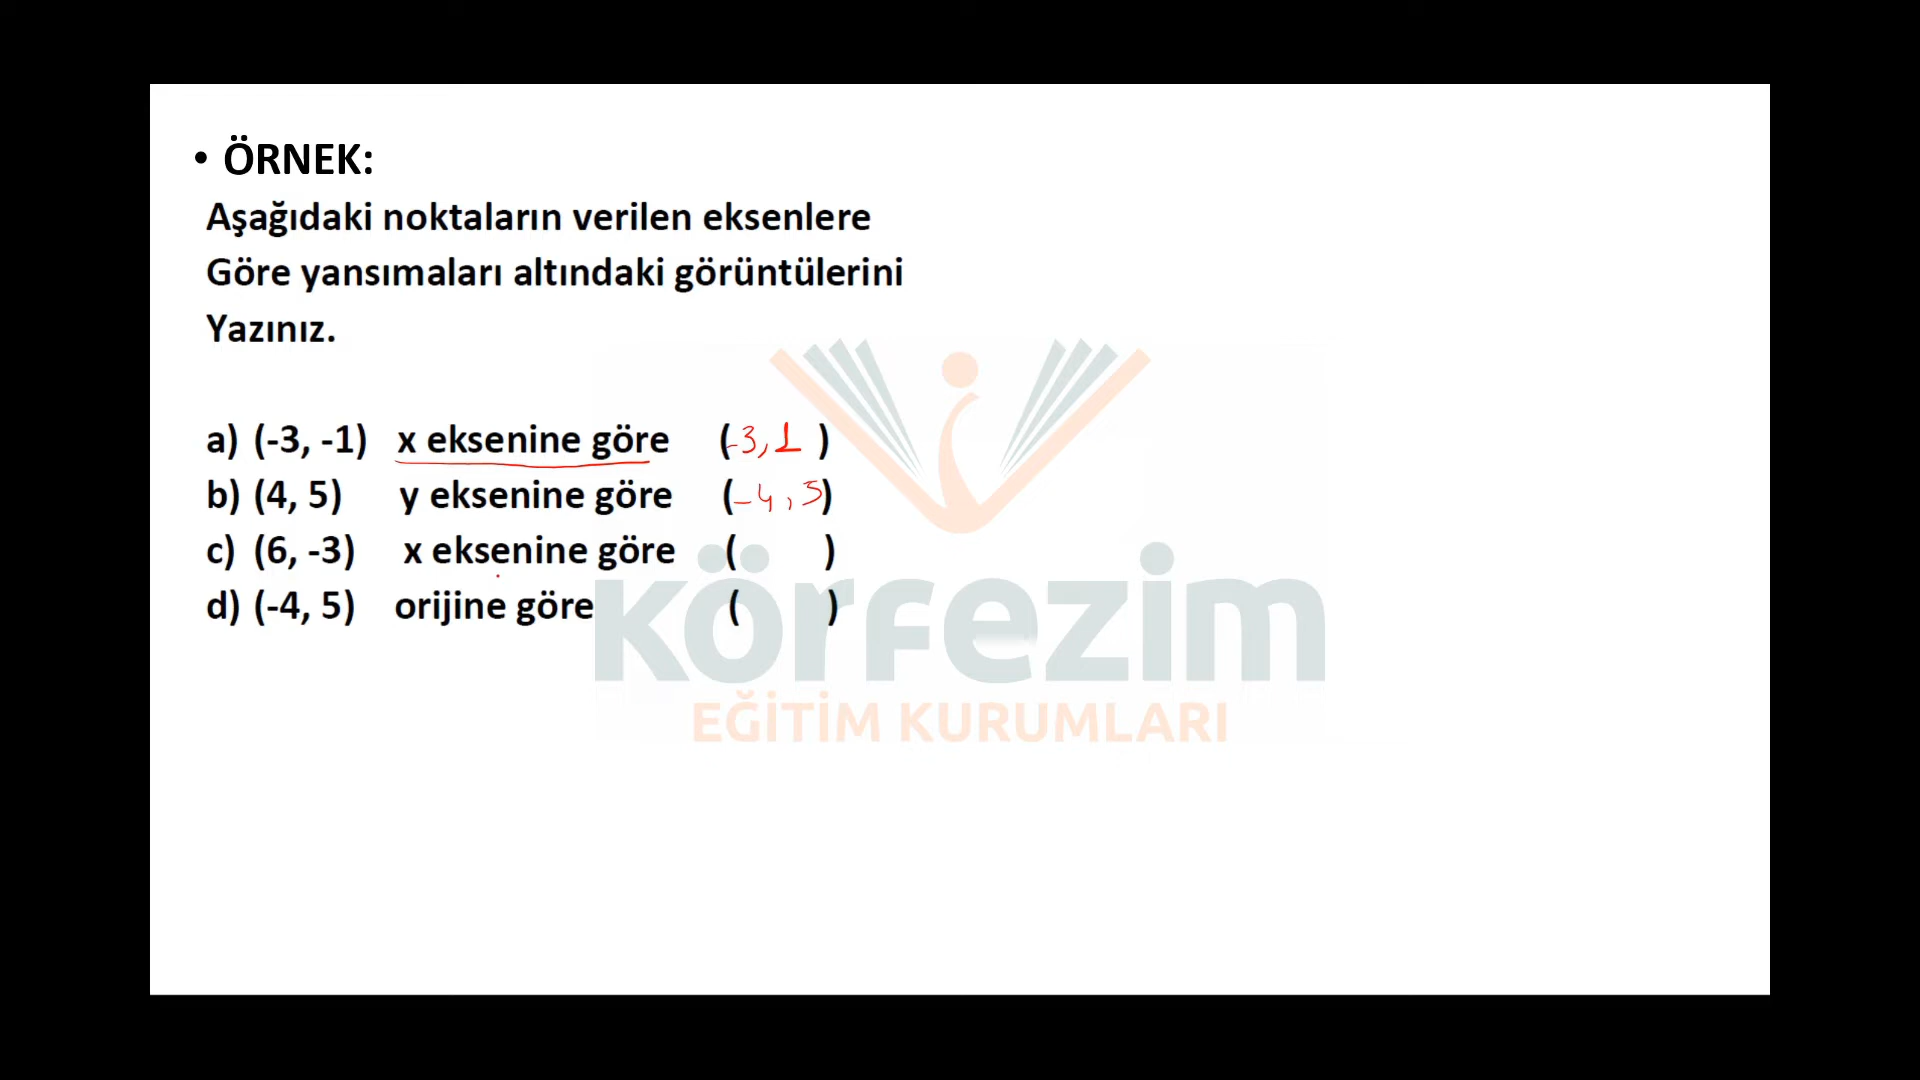 • ÖRNEK:
Aşağıdaki noktaların verilen eksenlere
Göre yansımaları altındaki görüntülerini
Yazınız.
a) (-3, -1) x eksenine göre (-3, 1 )
b) (4, 5) y eksenine göre (-4, 5)
c) (6, -3) x eksenine göre ( )
d) (-4, 5) orijine göre ( )
körfezim
EĞİTİM KURUMLARI